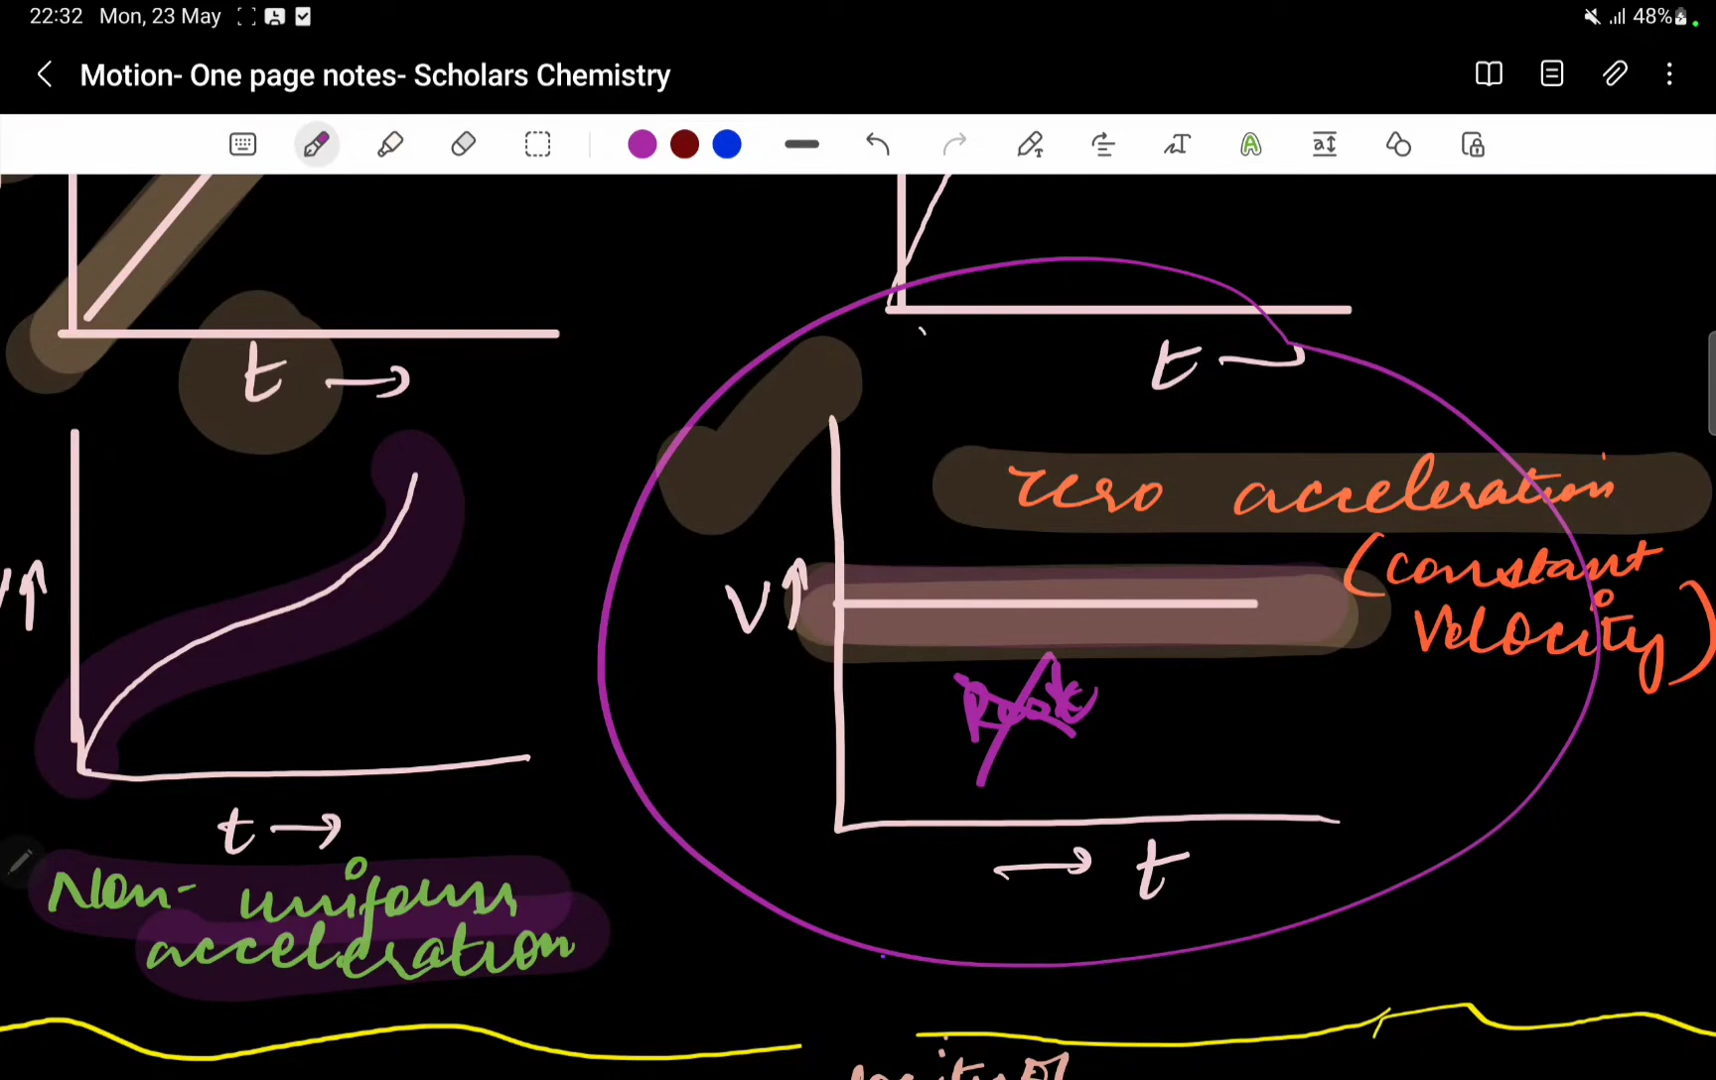 22:32 Mon, 23 May
48%
Motion- One page notes- Scholars Chemistry
t →
t →
zero acceleration
(constant
velocity)
V↑
V↑
t →
→ t
Non- uniform
acceleration